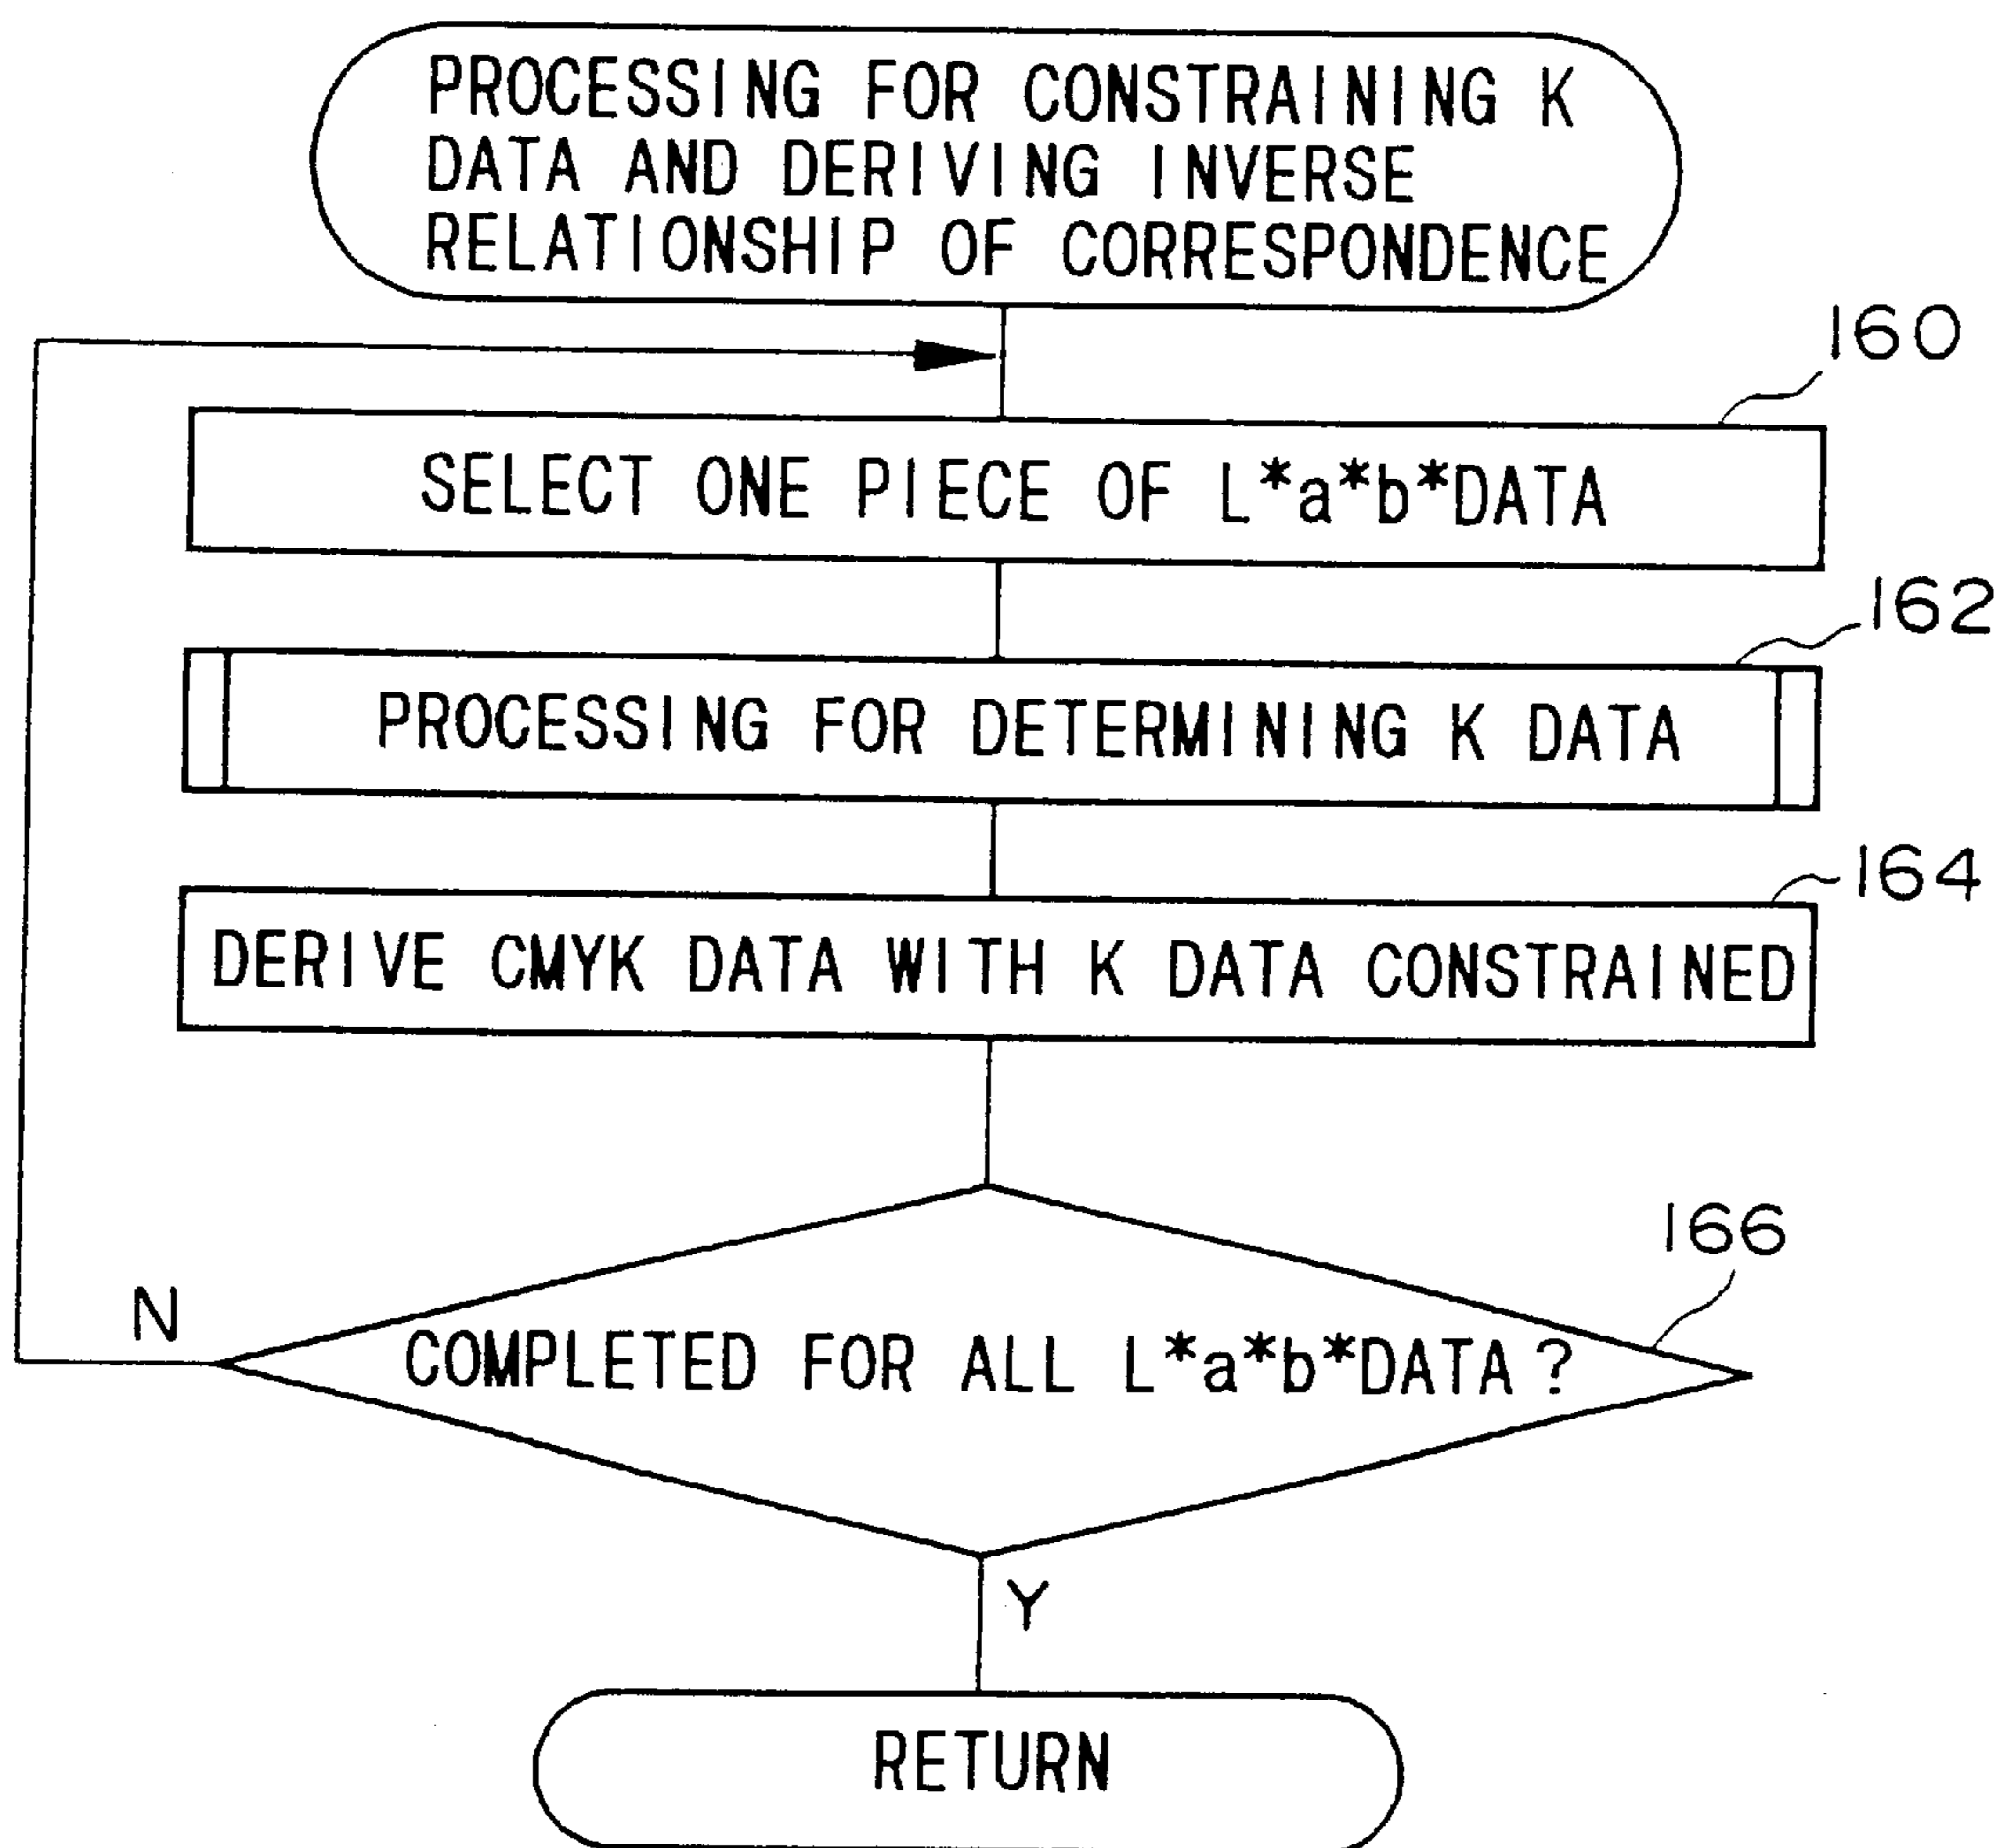 PROCESSING FOR CONSTRAINING K
DATA AND DERIVING INVERSE
RELATIONSHIP OF CORRESPONDENCE
160
SELECT ONE PIECE OF L*a*b*DATA
162
PROCESSING FOR DETERMINING K DATA
164
DERIVE CMYK DATA WITH K DATA CONSTRAINED
166
N
COMPLETED FOR ALL L*a*b*DATA?
Y
RETURN